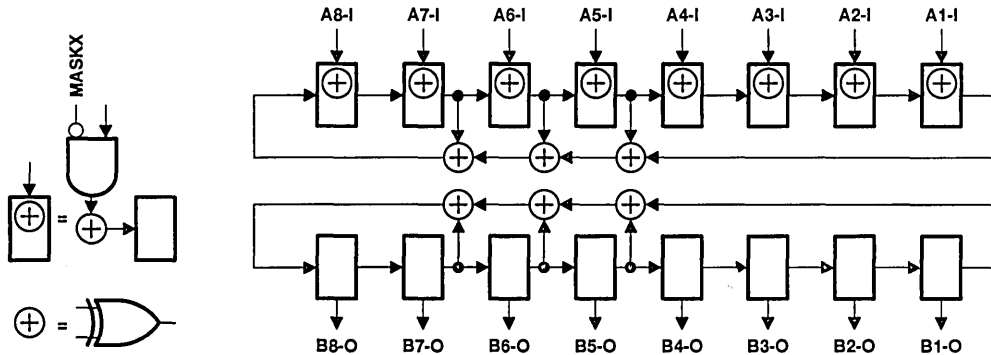 A8-I A7-I A6-I A5-I A4-I A3-I A2-I A1-I
MASKX
=
=
B8-O B7-O B6-O B5-O B4-O B3-O B2-O B1-O